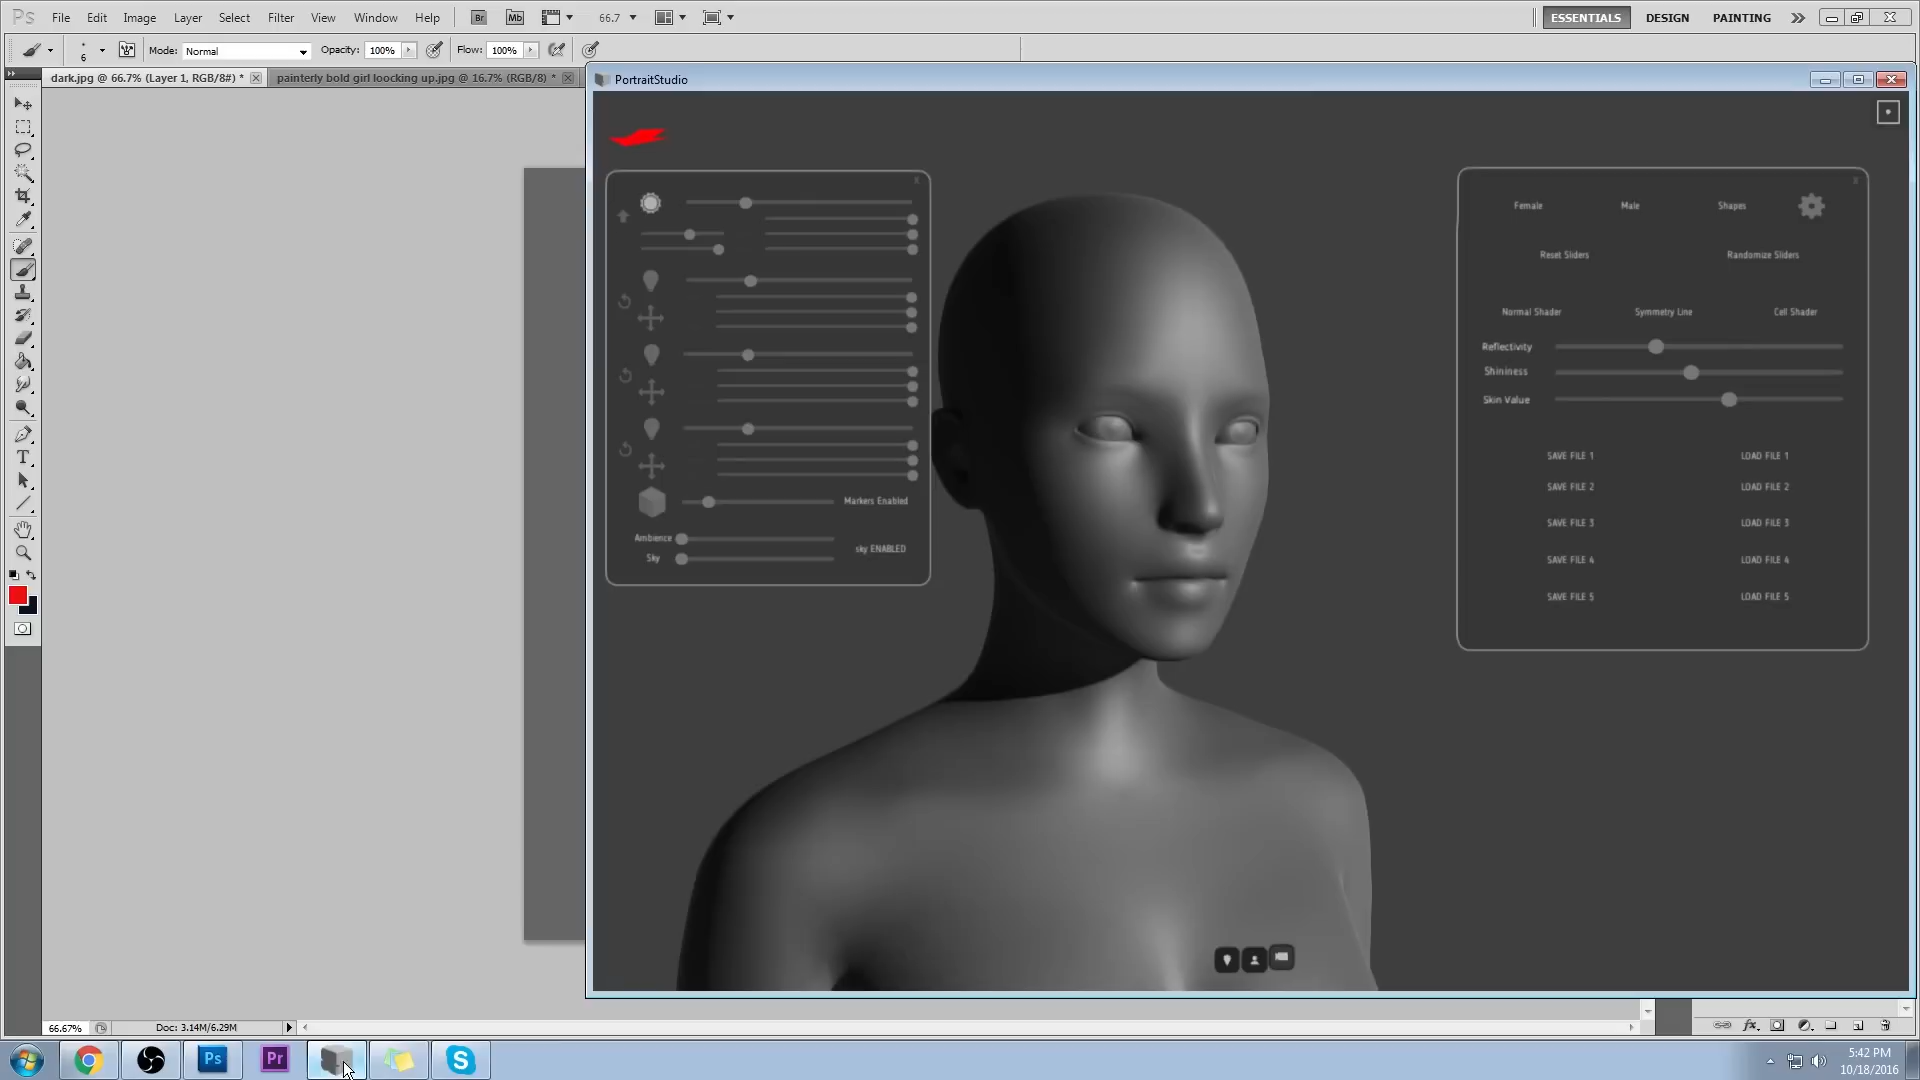 Ps File Edit Image Layer Select Filter View Window Help Br Mb 66.7 ESSENTIALS DESIGN PAINTING
6 Mode: Normal Opacity: 100% Flow: 100%
dark.jpg @ 66.7% (Layer 1, RGB/8#) * painterly bold girl loocking up.jpg @ 16.7% (RGB/8) *
PortraitStudio
Female Male Shapes
Reset Sliders Randomize Sliders
Normal Shader Symmetry Line Cell Shader
Reflectivity
Shininess
Skin Value
SAVE FILE 1 LOAD FILE 1
SAVE FILE 2 LOAD FILE 2
SAVE FILE 3 LOAD FILE 3
SAVE FILE 4 LOAD FILE 4
SAVE FILE 5 LOAD FILE 5
Markers Enabled
Ambience
sky ENABLED
Sky
66.67% Doc: 3.14M/6.29M
fx
Ps Pr
5:42 PM
10/18/2016